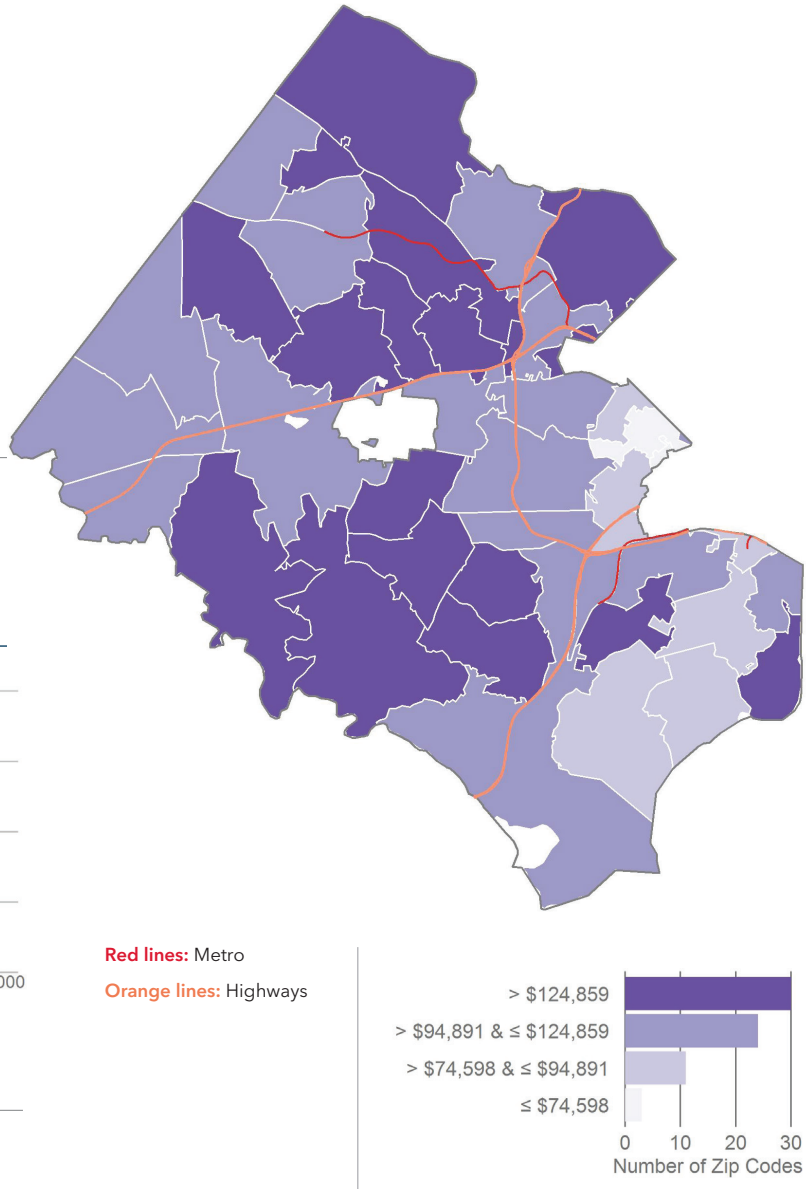 000
Red lines: Metro
Orange lines: Highways
> $124,859
> $94,891 & ≤ $124,859
> $74,598 & ≤ $94,891
≤ $74,598
0 10 20 30
Number of Zip Codes